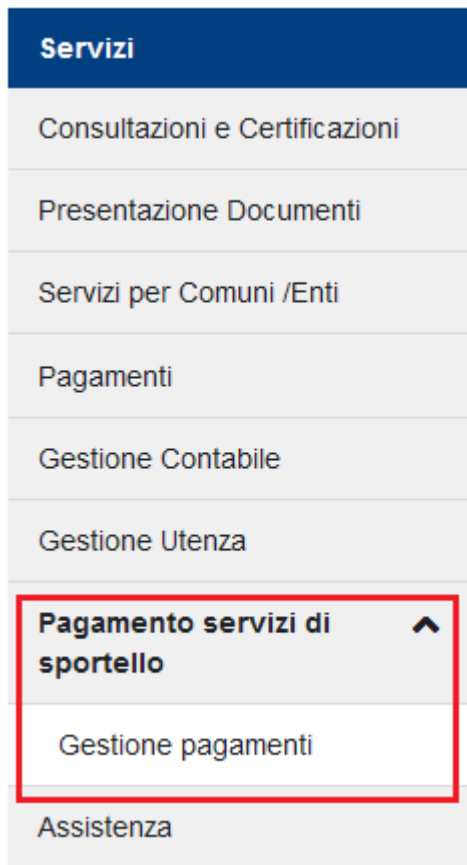 Servizi
Consultazioni e Certificazioni
Presentazione Documenti
Servizi per Comuni /Enti
Pagamenti
Gestione Contabile
Gestione Utenza
Pagamento servizi di
sportello
Gestione pagamenti
Assistenza